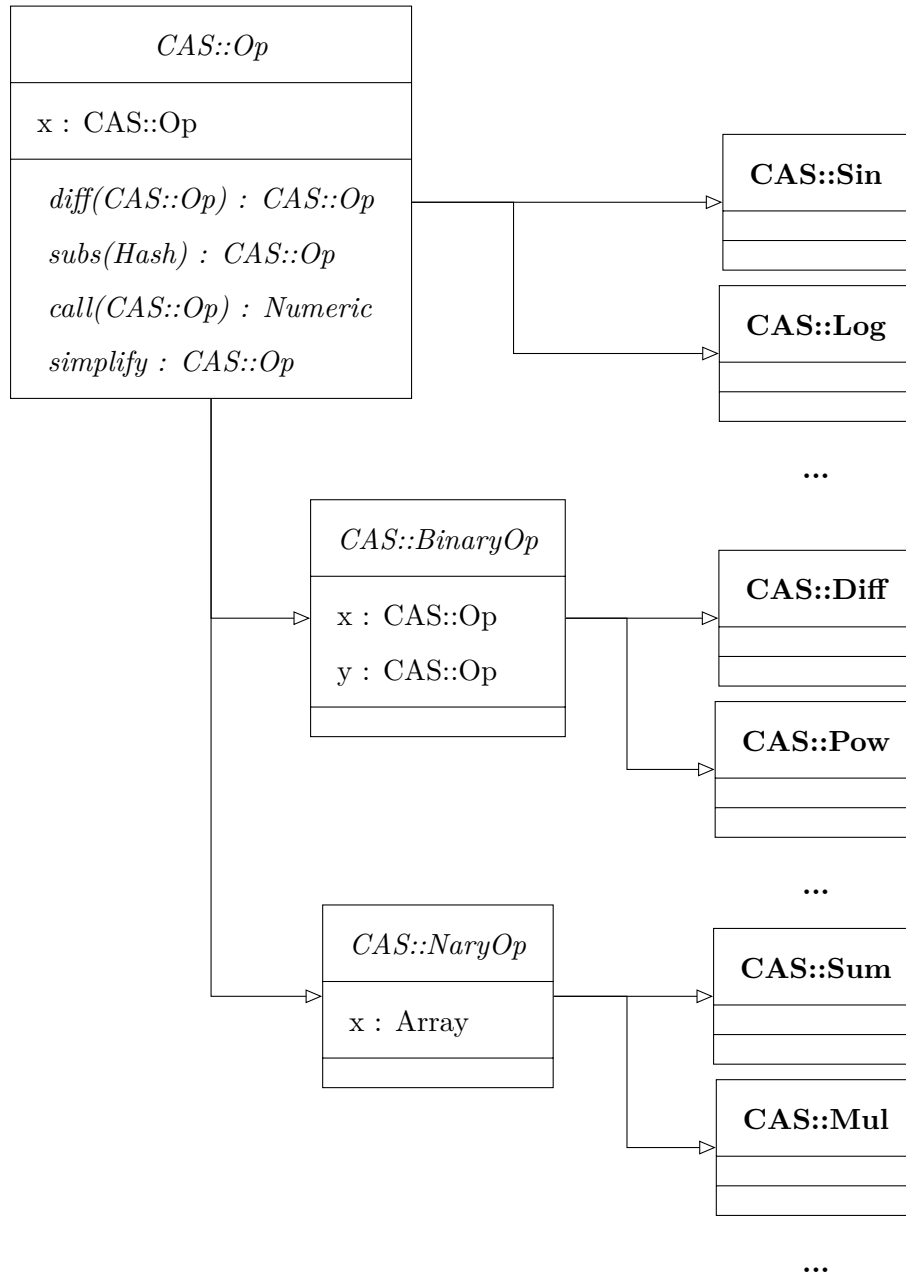 CAS::Op
x : CAS::Op
diff(CAS::Op) : CAS::Op
subs(Hash) : CAS::Op
call(CAS::Op) : Numeric
simplify : CAS::Op
CAS::Sin
CAS::Log
...
CAS::BinaryOp
x : CAS::Op
y : CAS::Op
CAS::Diff
CAS::Pow
...
CAS::NaryOp
x : Array
CAS::Sum
CAS::Mul
...